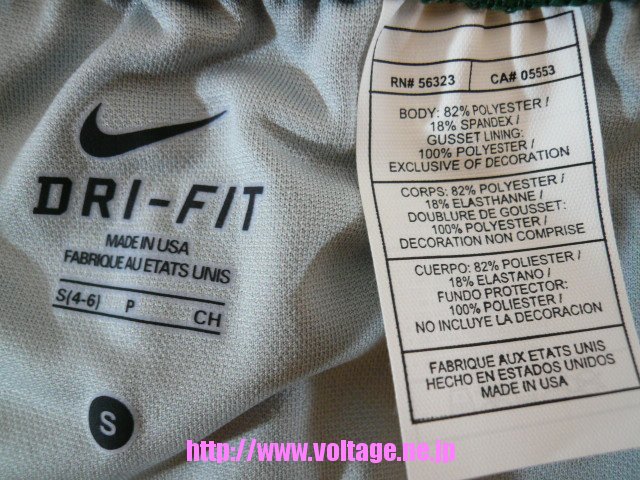 DRI-FIT
MADE IN USA
FABRIQUE AU ETATS UNIS
S(4-6) P CH
S
RN# 56323 CA# 05553
BODY: 82% POLYESTER /
18% SPANDEX /
GUSSET LINING:
100% POLYESTER /
EXCLUSIVE OF DECORATION
CORPS: 82% POLYESTER /
18% ELASTHANNE /
DOUBLURE DE GOUSSET:
100% POLYESTER /
DECORATION NON COMPRISE
CUERPO: 82% POLIESTER /
18% ELASTANO /
FUNDO PROTECTOR:
100% POLIESTER /
NO INCLUYE LA DECORACION
FABRIQUE AUX ETATS UNIS
HECHO EN ESTADOS UNIDOS
MADE IN USA
http://www.voltage.ne.jp